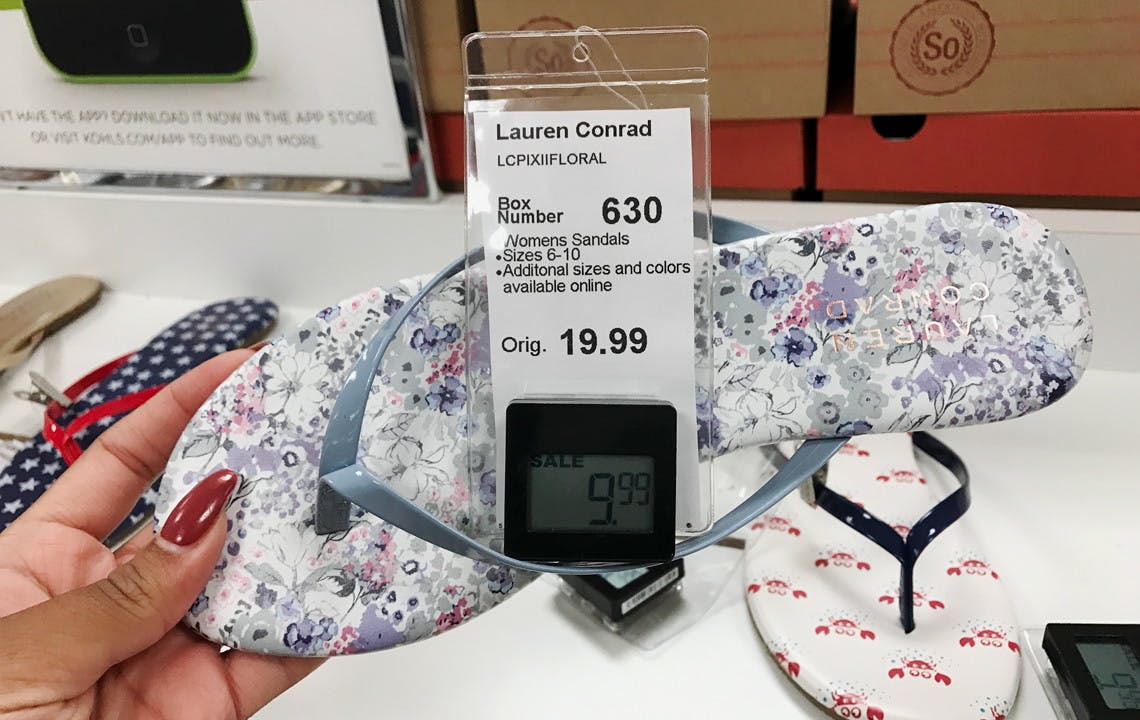 'T HAVE THE APP? DOWNLOAD IT NOW IN THE APP STORE
OR VISIT KOHLS.COM/APP TO FIND OUT MORE.
So
So
Lauren Conrad
LCPIXIIFLORAL
Box
Number 630
Womens Sandals
•Sizes 6-10
•Additonal sizes and colors
available online
Orig. 19.99
SALE
9.99
LAUREN
CONRAD